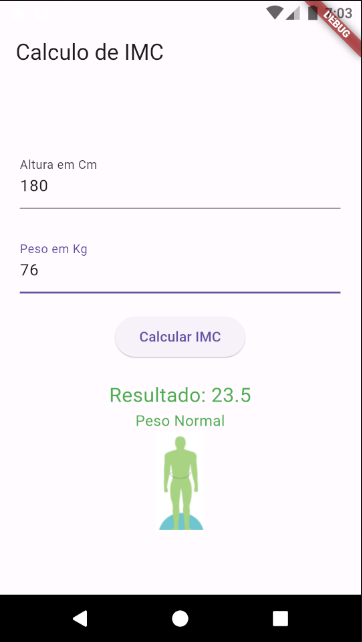 7:03
DEBUG
Calculo de IMC
Altura em Cm
180
Peso em Kg
76
Calcular IMC
Resultado: 23.5
Peso Normal